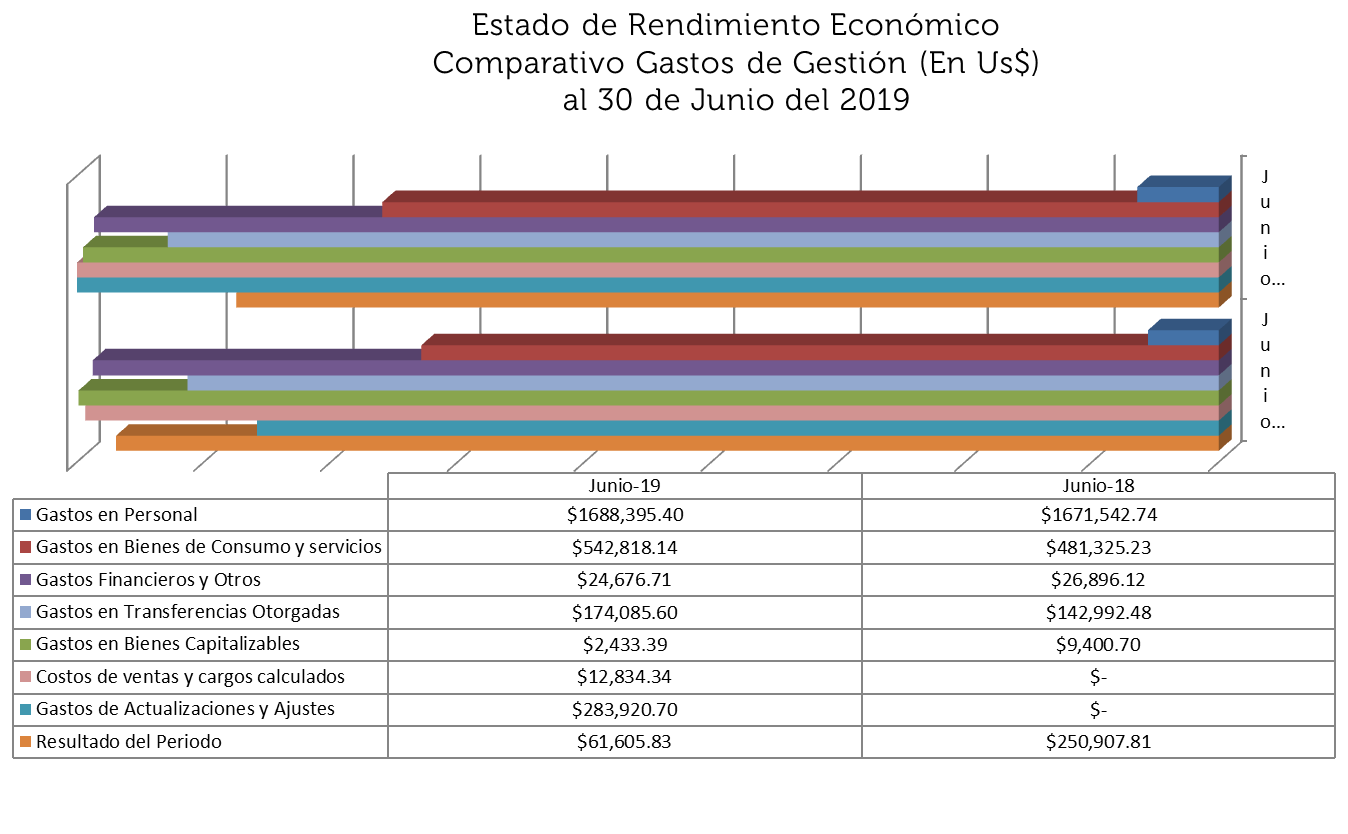 Estado de Rendimiento Económico
Comparativo Gastos de Gestión (En Us$)
al 30 de Junio del 2019
Junio...
Junio...
Junio-19 Junio-18
Gastos en Personal $1688,395.40 $1671,542.74
Gastos en Bienes de Consumo y servicios $542,818.14 $481,325.23
Gastos Financieros y Otros $24,676.71 $26,896.12
Gastos en Transferencias Otorgadas $174,085.60 $142,992.48
Gastos en Bienes Capitalizables $2,433.39 $9,400.70
Costos de ventas y cargos calculados $12,834.34 $-
Gastos de Actualizaciones y Ajustes $283,920.70 $-
Resultado del Periodo $61,605.83 $250,907.81